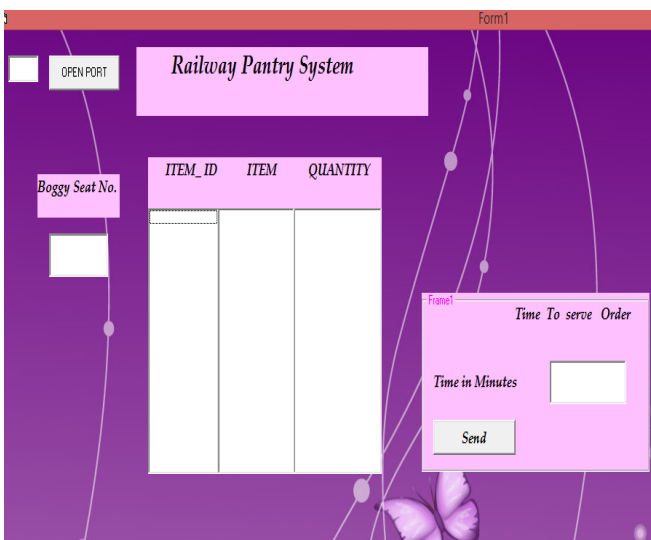 Form1
OPEN PORT
Railway Pantry System
Boggy Seat No.
ITEM_ID ITEM QUANTITY
Frame1
Time To serve Order
Time in Minutes
Send